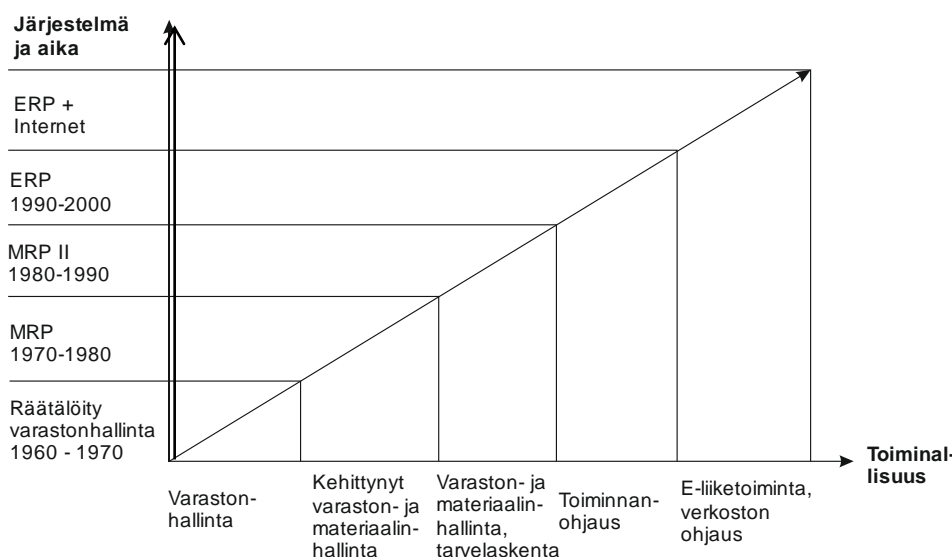 Järjestelmä
ja aika
ERP +
Internet
ERP
1990-2000
MRP II
1980-1990
MRP
1970-1980
Räätälöity
varastonhallinta
1960 - 1970
Varaston-
hallinta
Kehittynyt
varaston- ja
materiaalin-
hallinta
Varaston- ja
materiaalin-
hallinta,
tarvelaskenta
Toiminnan-
ohjaus
E-liiketoiminta,
verkoston
ohjaus
Toiminal-
lisuus